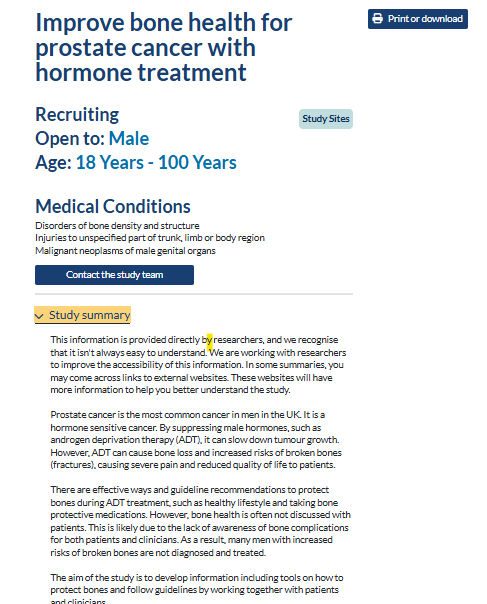 Improve bone health for
prostate cancer with
hormone treatment
Print or download
Recruiting
Study Sites
Open to: Male
Age: 18 Years - 100 Years
Medical Conditions
Disorders of bone density and structure
Injuries to unspecified part of trunk, limb or body region
Malignant neoplasms of male genital organs
Contact the study team
Study summary
This information is provided directly by researchers, and we recognise
that it isn't always easy to understand. We are working with researchers
to improve the accessibility of this information. In some summaries, you
may come across links to external websites. These websites will have
more information to help you better understand the study.
Prostate cancer is the most common cancer in men in the UK. It is a
hormone sensitive cancer. By suppressing male hormones, such as
androgen deprivation therapy (ADT), it can slow down tumour growth.
However, ADT can cause bone loss and increased risks of broken bones
(fractures), causing severe pain and reduced quality of life to patients.
There are effective ways and guideline recommendations to protect
bones during ADT treatment, such as healthy lifestyle and taking bone
protective medications. However, bone health is often not discussed with
patients. This is likely due to the lack of awareness of bone complications
for both patients and clinicians. As a result, many men with increased
risks of broken bones are not diagnosed and treated.
The aim of the study is to develop information including tools on how to
protect bones and follow guidelines by working together with patients
and clinicians.